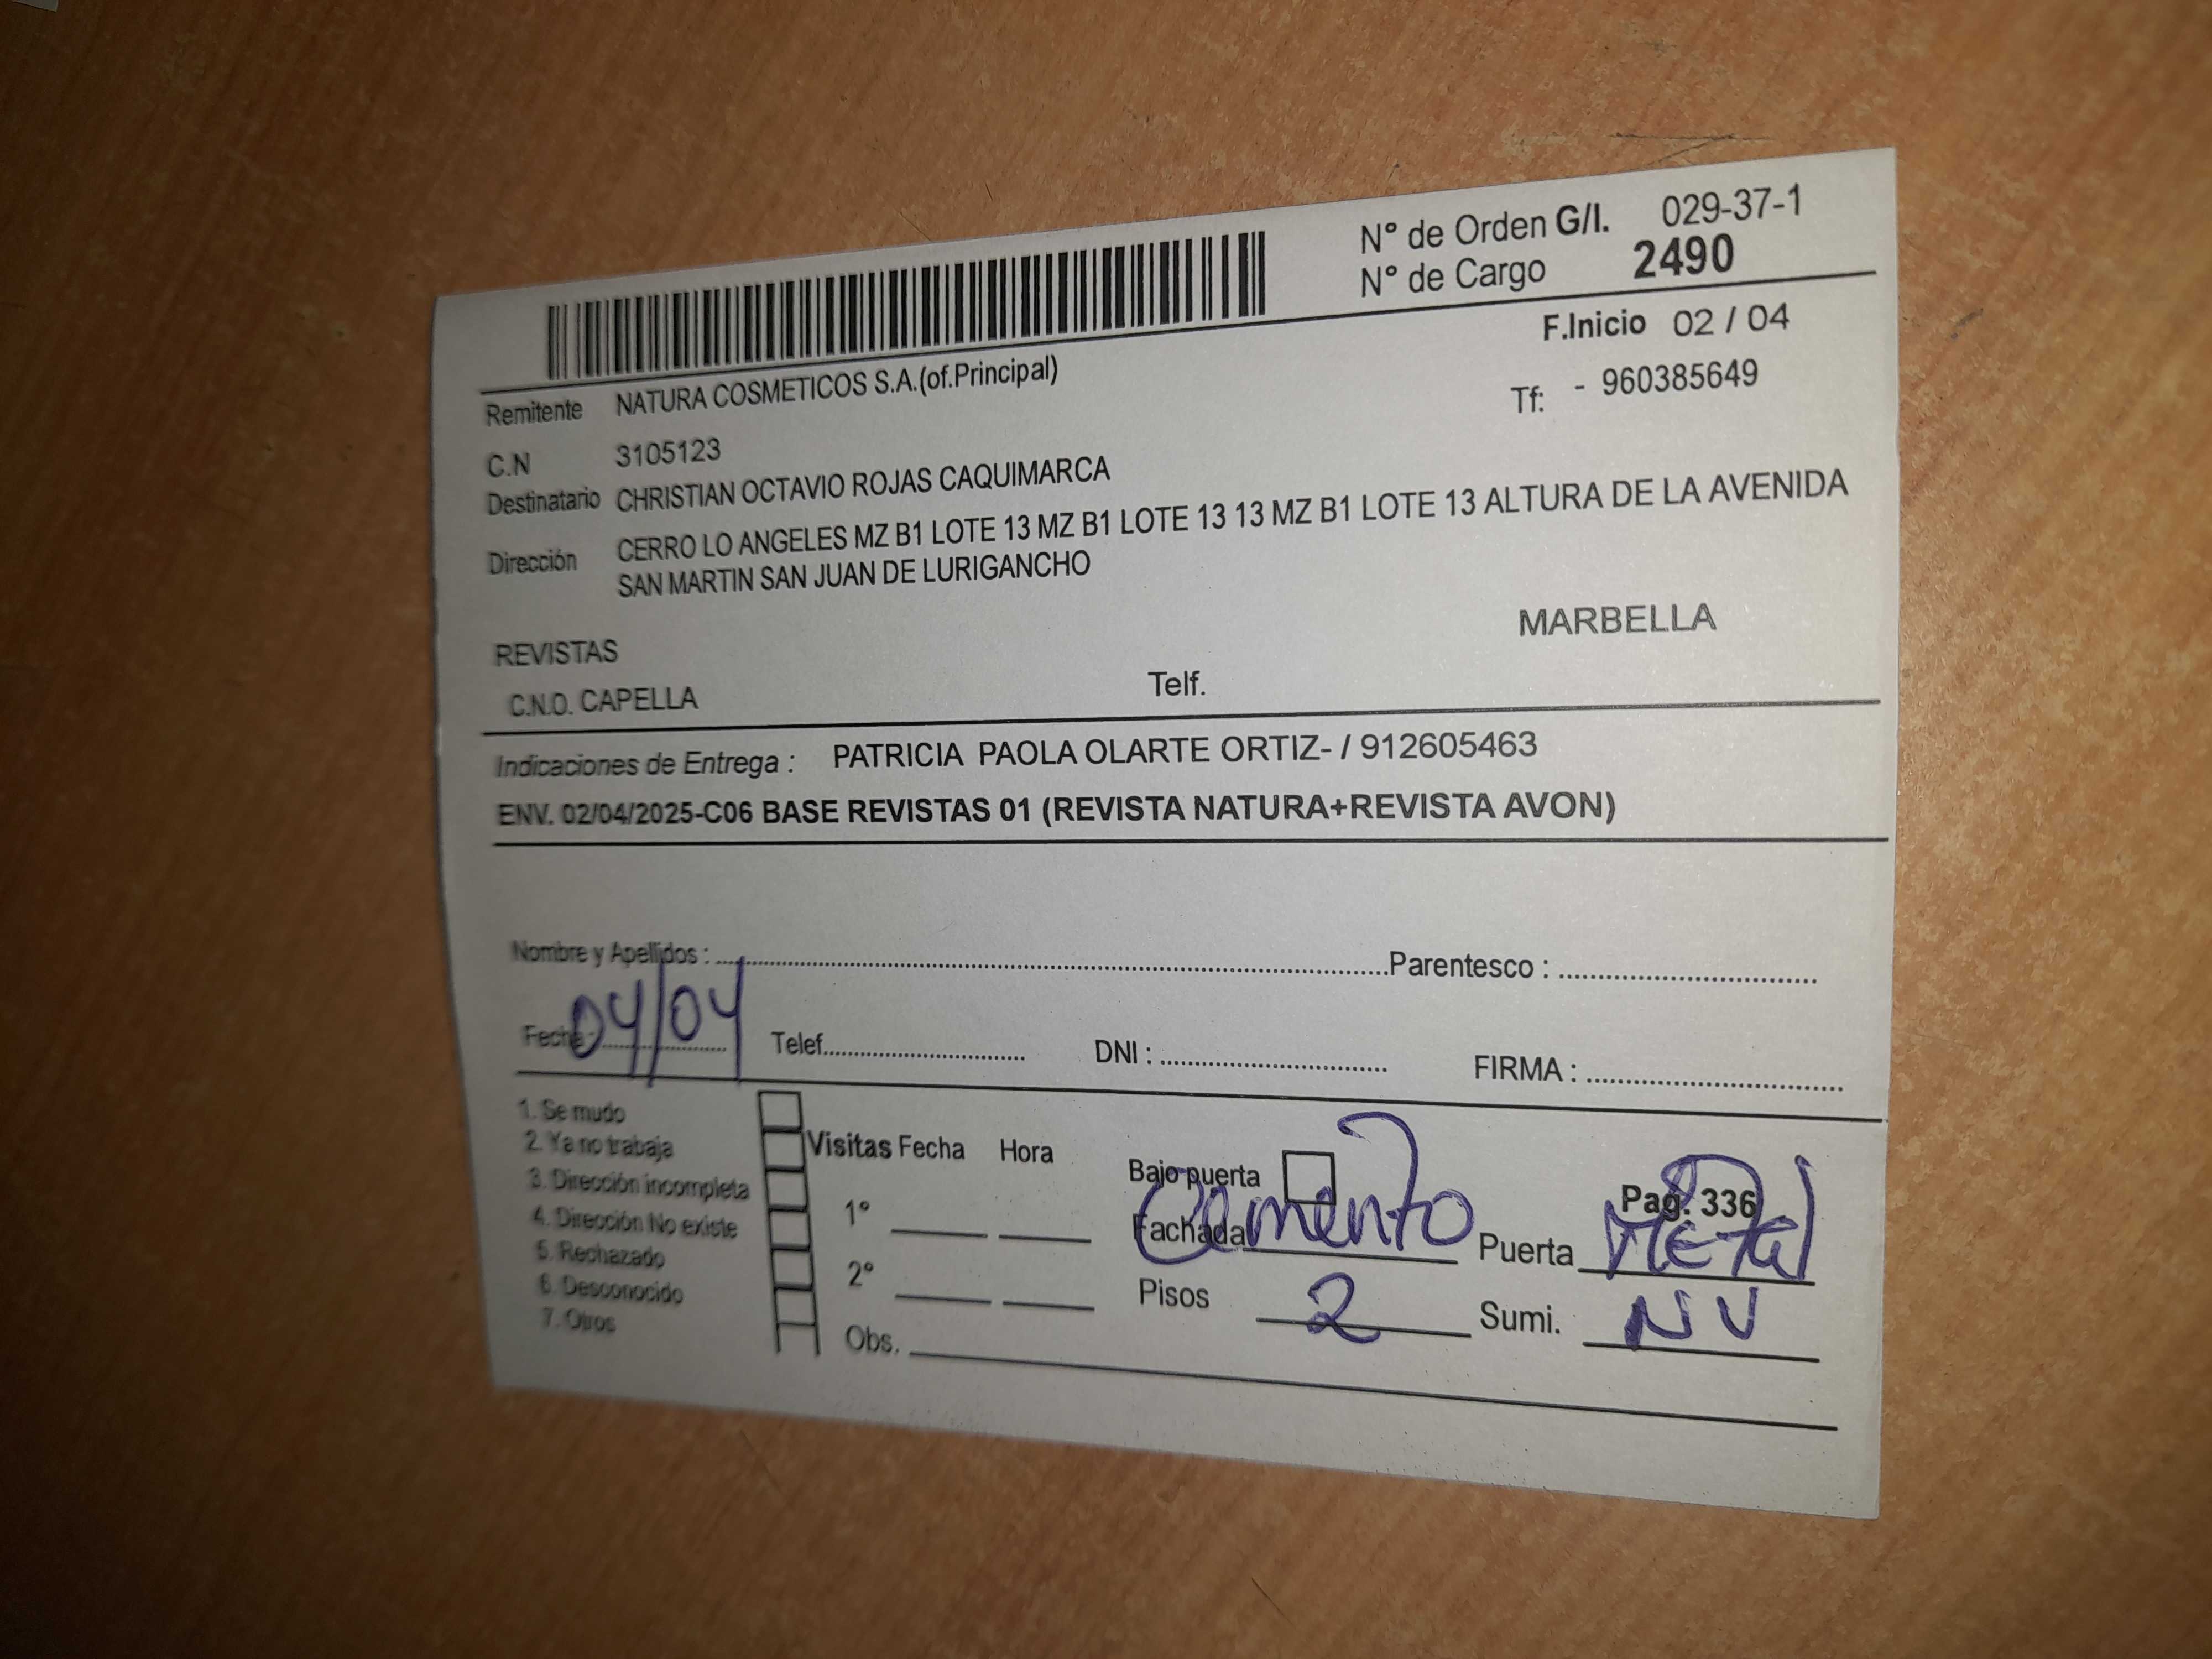 N° de Orden G/I. 029-37-1
N° de Cargo 2490
F.Inicio 02 / 04
Remitente NATURA COSMETICOS S.A.(of.Principal)
Tf: - 960385649
C.N 3105123
Destinatario CHRISTIAN OCTAVIO ROJAS CAQUIMARCA
Dirección CERRO LO ANGELES MZ B1 LOTE 13 MZ B1 LOTE 13 13 MZ B1 LOTE 13 ALTURA DE LA AVENIDA
SAN MARTIN SAN JUAN DE LURIGANCHO
MARBELLA
REVISTAS
C.N.O. CAPELLA Telf.
Indicaciones de Entrega : PATRICIA PAOLA OLARTE ORTIZ- / 912605463
ENV. 02/04/2025-C06 BASE REVISTAS 01 (REVISTA NATURA+REVISTA AVON)
Nombre y Apellidos : Parentesco :
Fecha: 04/04 Telef. DNI : FIRMA :
1. Se mudo
2. Ya no trabaja
3. Dirección incompleta
4. Dirección No existe
5. Rechazado
6. Desconocido
7. Otros
Visitas Fecha Hora
1°
2°
Obs.
Bajo puerta Pag. 336
Fachada Cemento Puerta Metal
Pisos 2 Sumi. NV